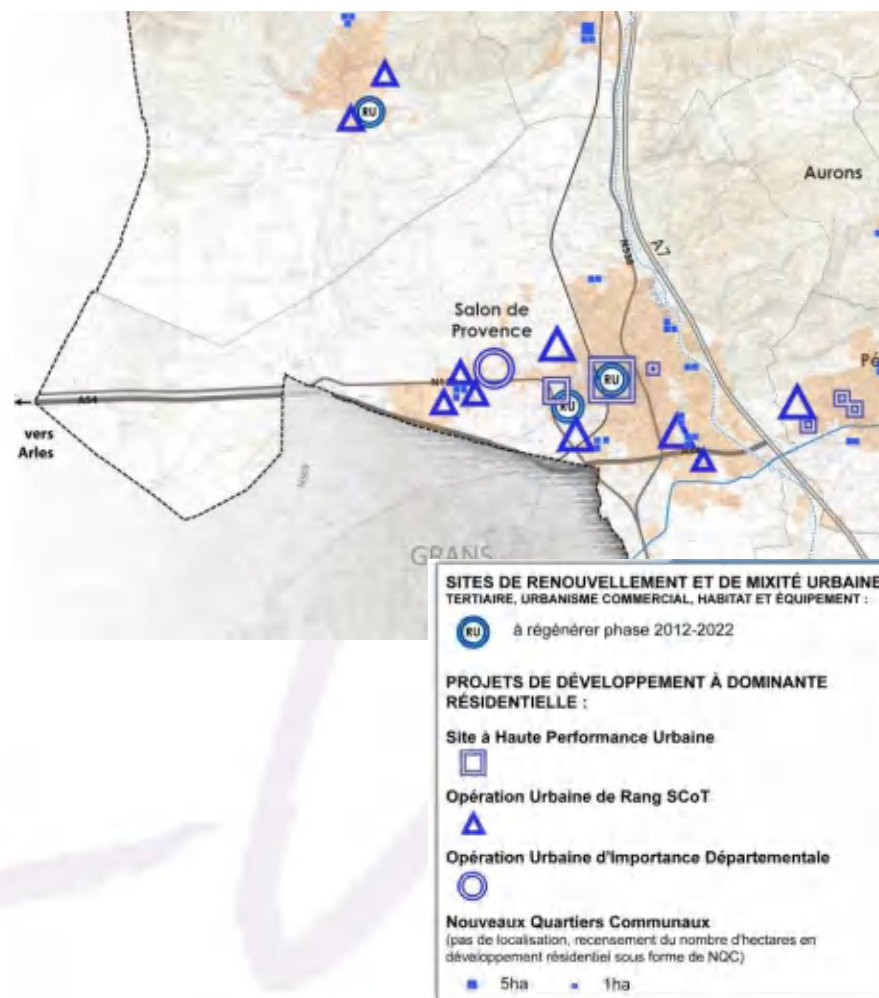 RU
Aurons
N538
A7
Salon de
Provence
RU
RU
Pé
A54
vers
Arles
N569
GRANS
SITES DE RENOUVELLEMENT ET DE MIXITÉ URBAINE
TERTIAIRE, URBANISME COMMERCIAL, HABITAT ET ÉQUIPEMENT :
RU à régénérer phase 2012-2022
PROJETS DE DÉVELOPPEMENT À DOMINANTE
RÉSIDENTIELLE :
Site à Haute Performance Urbaine
Opération Urbaine de Rang SCoT
Opération Urbaine d'Importance Départementale
Nouveaux Quartiers Communaux
(pas de localisation, recensement du nombre d'hectares en
développement résidentiel sous forme de NQC)
5ha 1ha